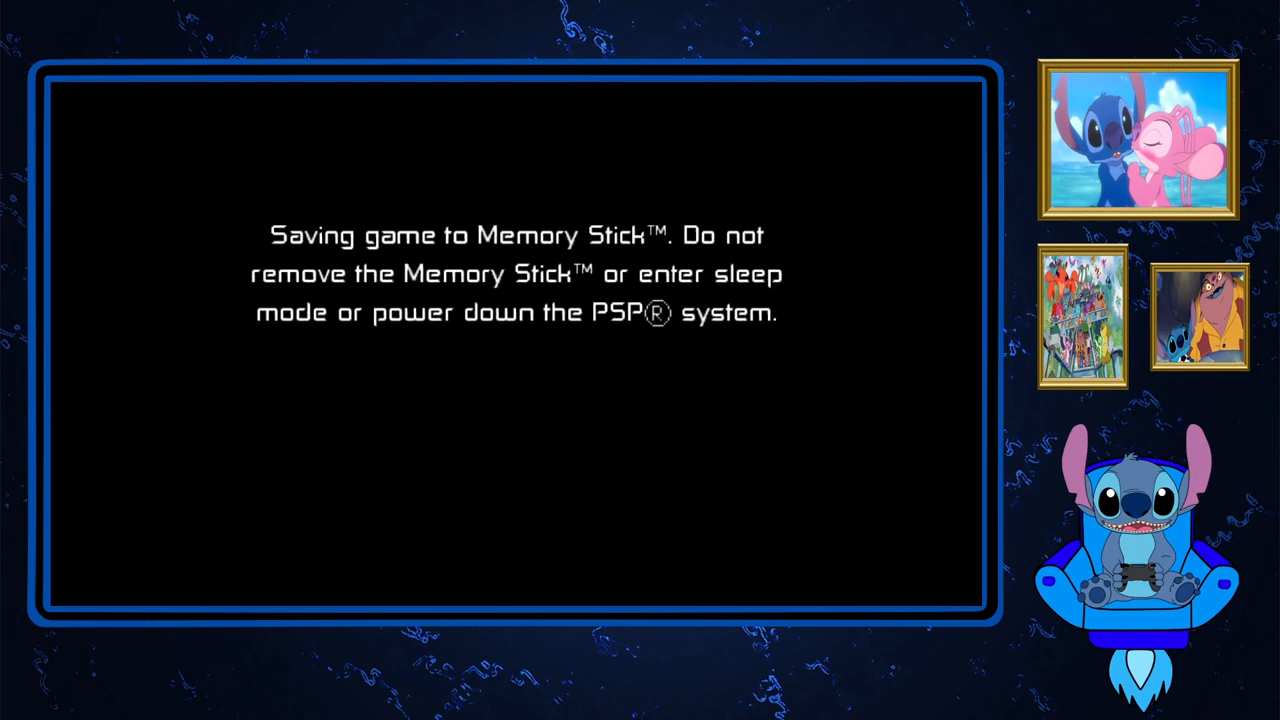 Saving game to Memory Stick™. Do not
remove the Memory Stick™ or enter sleep
mode or power down the PSP® system.